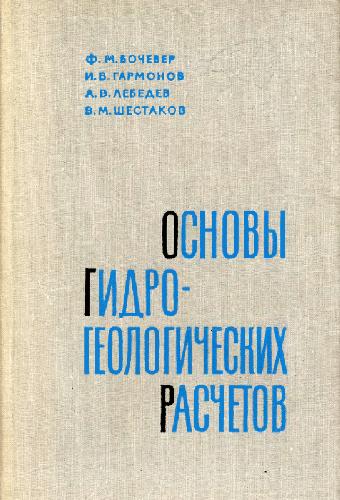 Ф. М. БОЧЕВЕР
И. В. ГАРМОНОВ
А. В. ЛЕБЕДЕВ
В. М. ШЕСТАКОВ
ОСНОВЫ
ГИДРО-
ГЕОЛОГИЧЕСКИХ
РАСЧЕТОВ